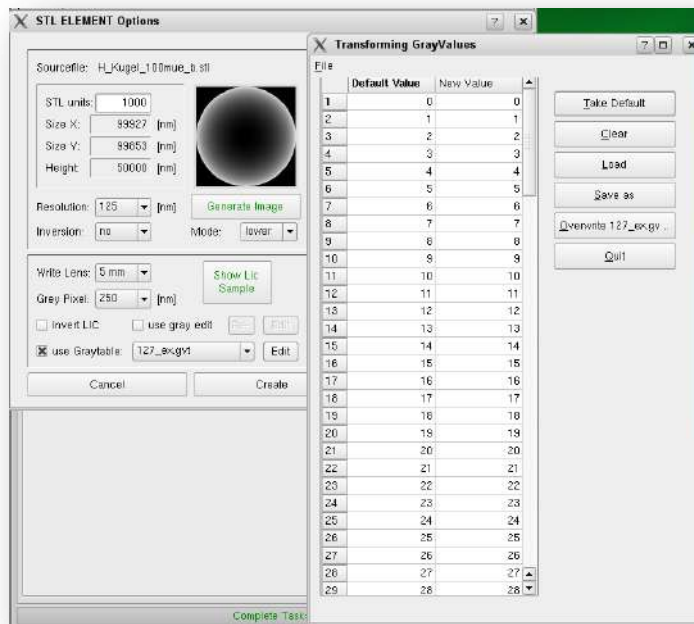 STL ELEMENT Options
Sourcefile: H_Kugel_100mue_b.stl
STL units: 1000
Size X: 99927 [nm]
Size Y: 99653 [nm]
Height: 50000 [nm]
Resolution: 125 [nm] Generate Image
Inversion: no Mode: lower
Write Lens: 5 mm Show Lic
Sample
Grey Pixel: 250 [nm]
Invert LIC use gray edit Edit
use Graytable: 127_ex.gvt Edit
Cancel Create
Complete Task
Transforming GrayValues
File
Default Value New Value
1 0 0
2 1 1
3 2 2
4 3 3
5 4 4
6 5 5
7 6 6
8 7 7
9 8 8
10 9 9
11 10 10
12 11 11
13 12 12
14 13 13
15 14 14
16 15 15
17 16 16
18 17 17
19 18 18
20 19 19
21 20 20
22 21 21
23 22 22
24 23 23
25 24 24
26 25 25
27 26 26
28 27 27
29 28 28
Take Default
Clear
Load
Save as
Overwrite 127_ex.gv ..
Quit